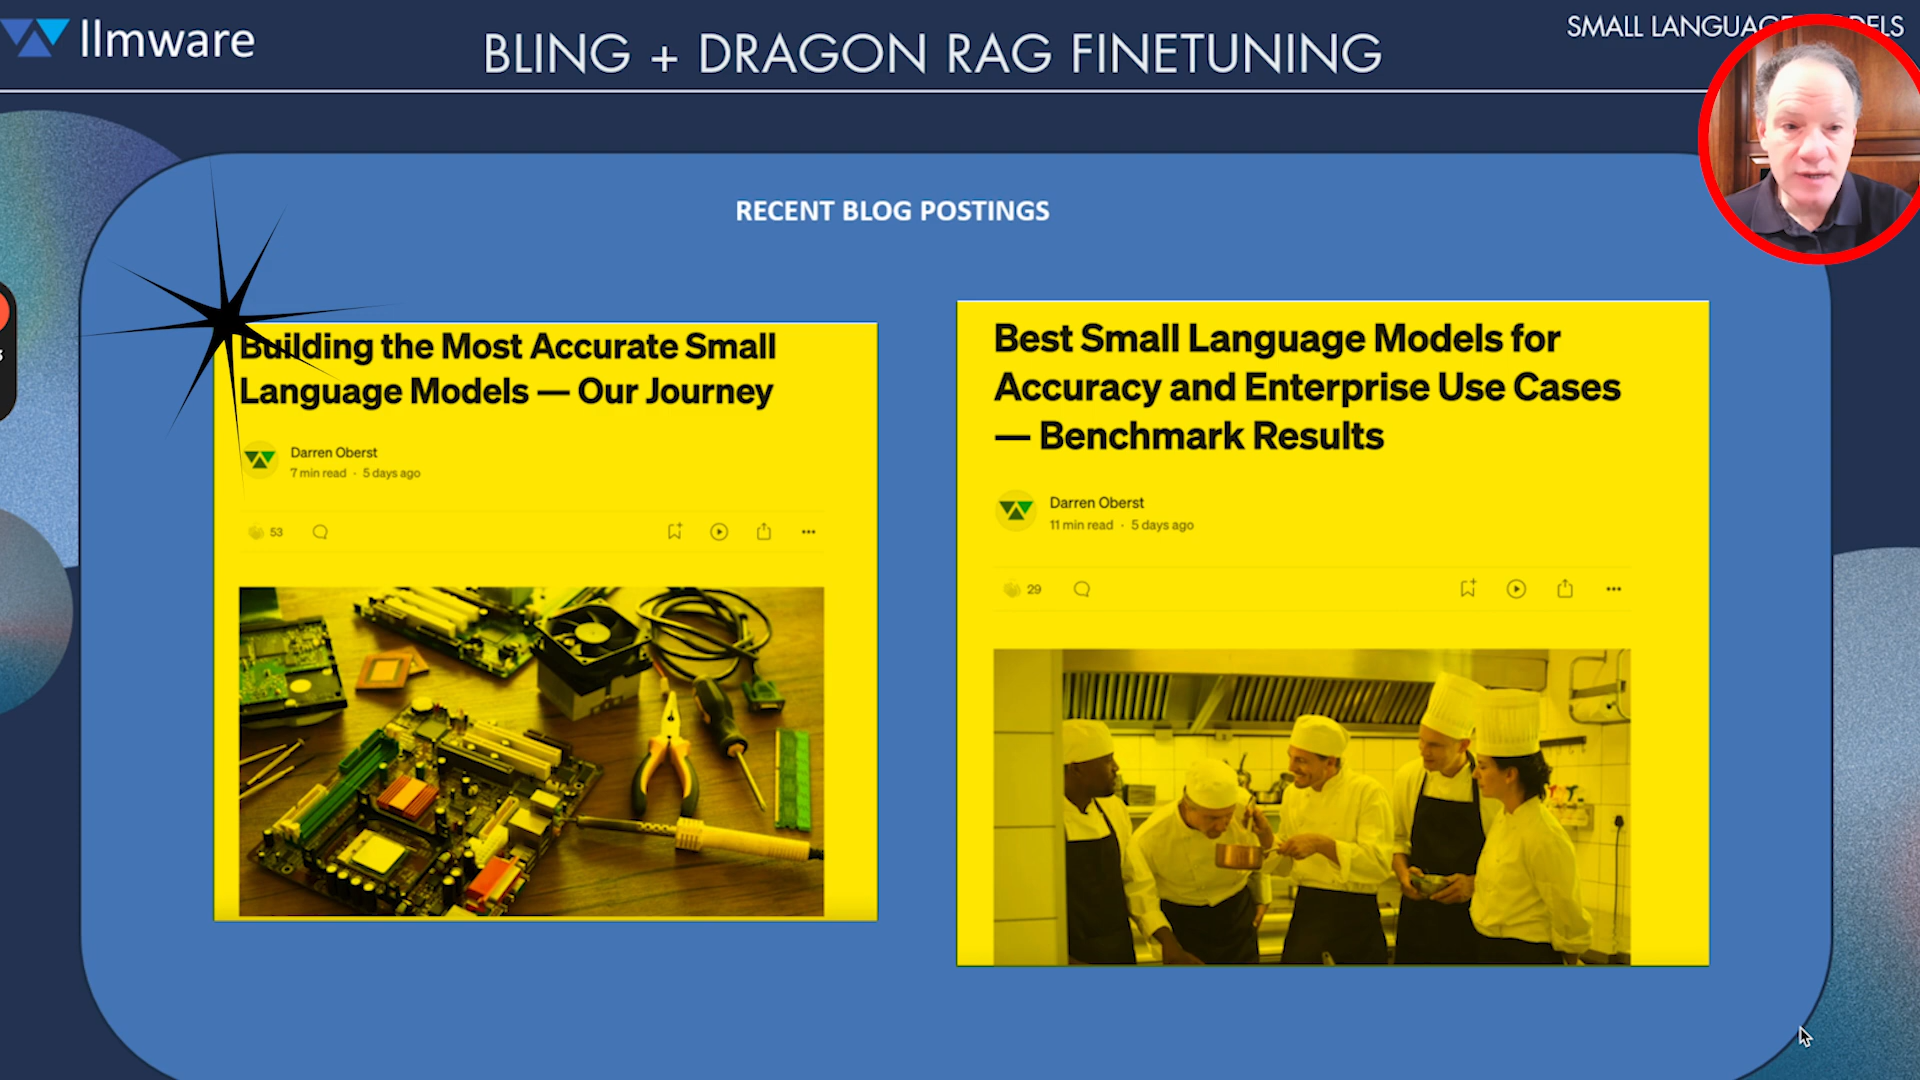 llmware
BLING + DRAGON RAG FINETUNING
SMALL LANGUAGE MODELS
RECENT BLOG POSTINGS
Building the Most Accurate Small
Language Models — Our Journey
Darren Oberst
7 min read · 5 days ago
53
Best Small Language Models for
Accuracy and Enterprise Use Cases
— Benchmark Results
Darren Oberst
11 min read · 5 days ago
29